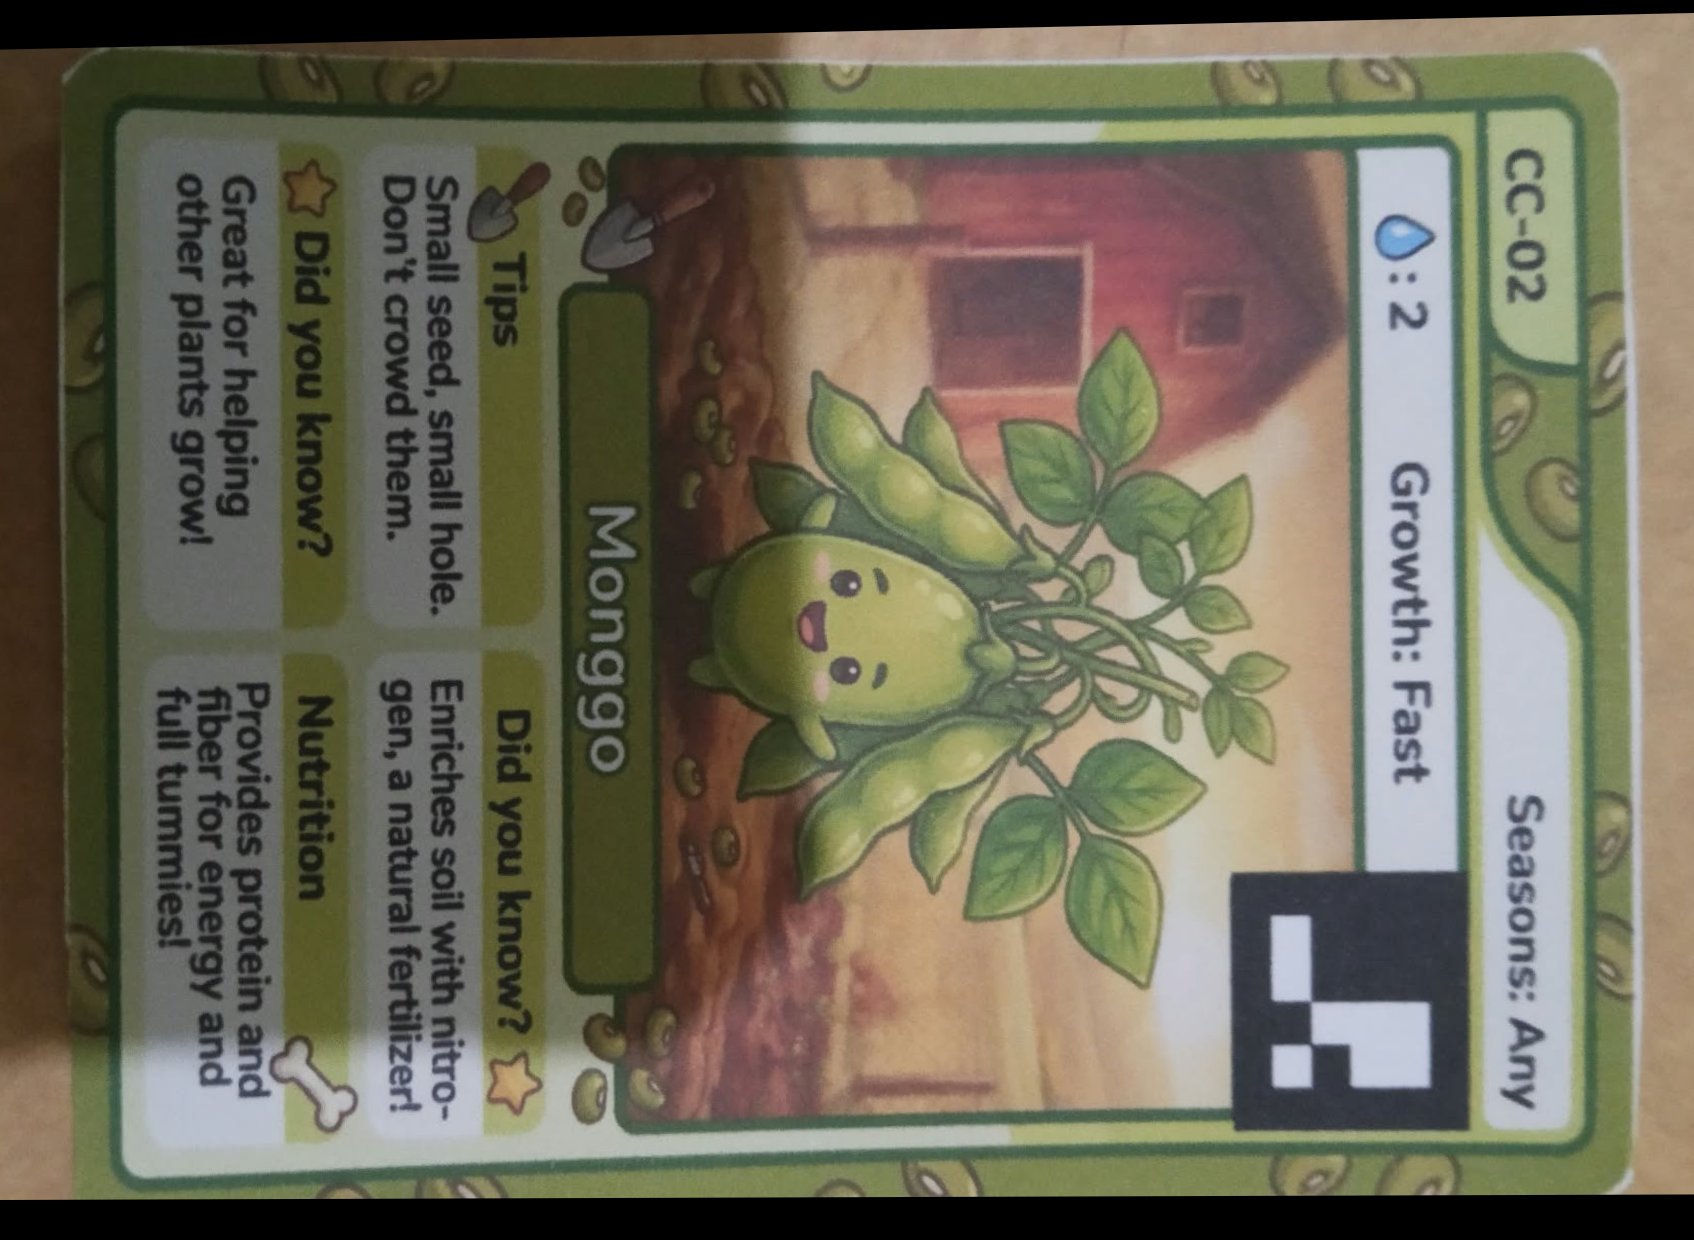 CC-02
Seasons: Any
: 2
Growth: Fast
Monggo
Tips
Small seed, small hole.
Don't crowd them.
Did you know?
Enriches soil with nitro-
gen, a natural fertilizer!
Did you know?
Great for helping
other plants grow!
Nutrition
Provides protein and
fiber for energy and
full tummies!